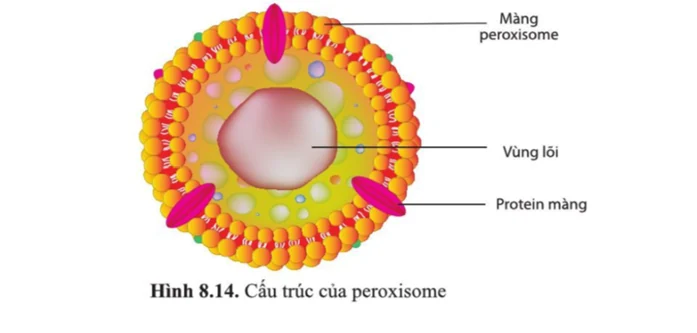 Màng
peroxisome
Vùng lõi
Protein màng
Hình 8.14. Cấu trúc của peroxisome